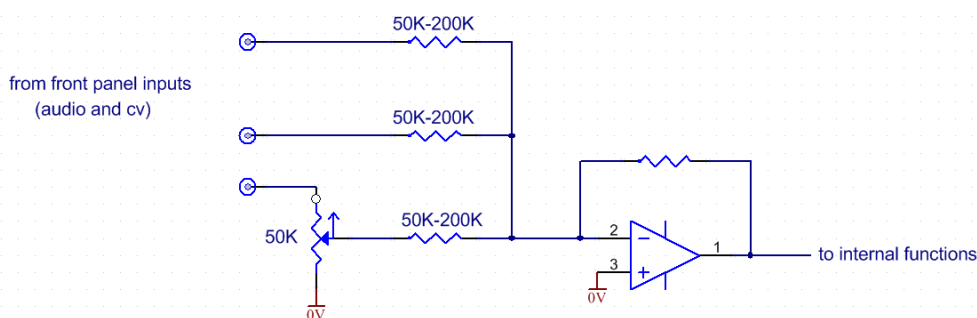 50K-200K
from front panel inputs
(audio and cv)
50K-200K
50K
50K-200K
2
3
1
to internal functions
0V
0V